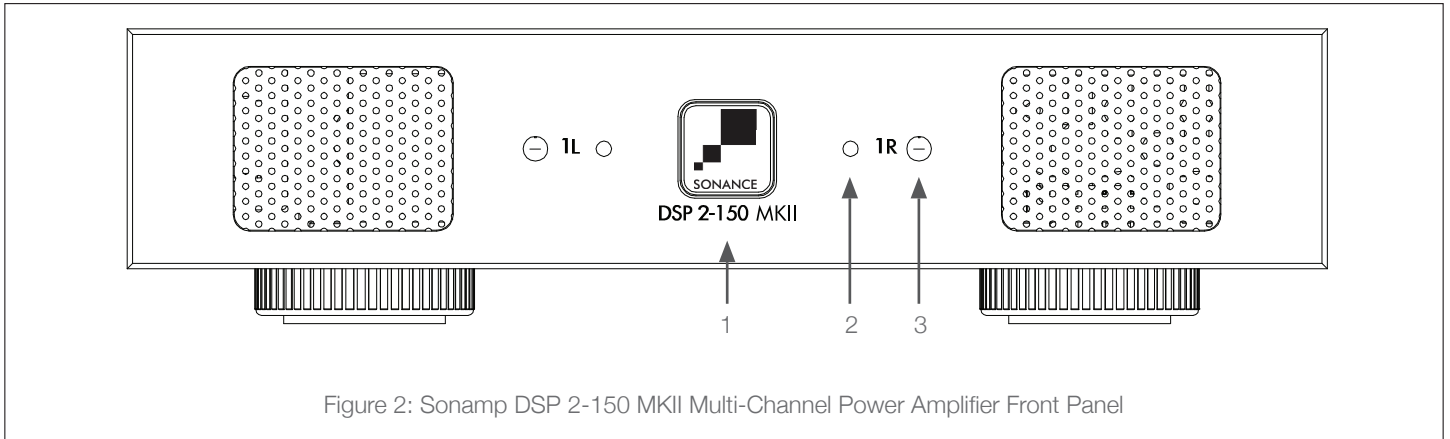 1L
1R
SONANCE
DSP 2-150 MKII
1
2
3
Figure 2: Sonamp DSP 2-150 MKII Multi-Channel Power Amplifier Front Panel